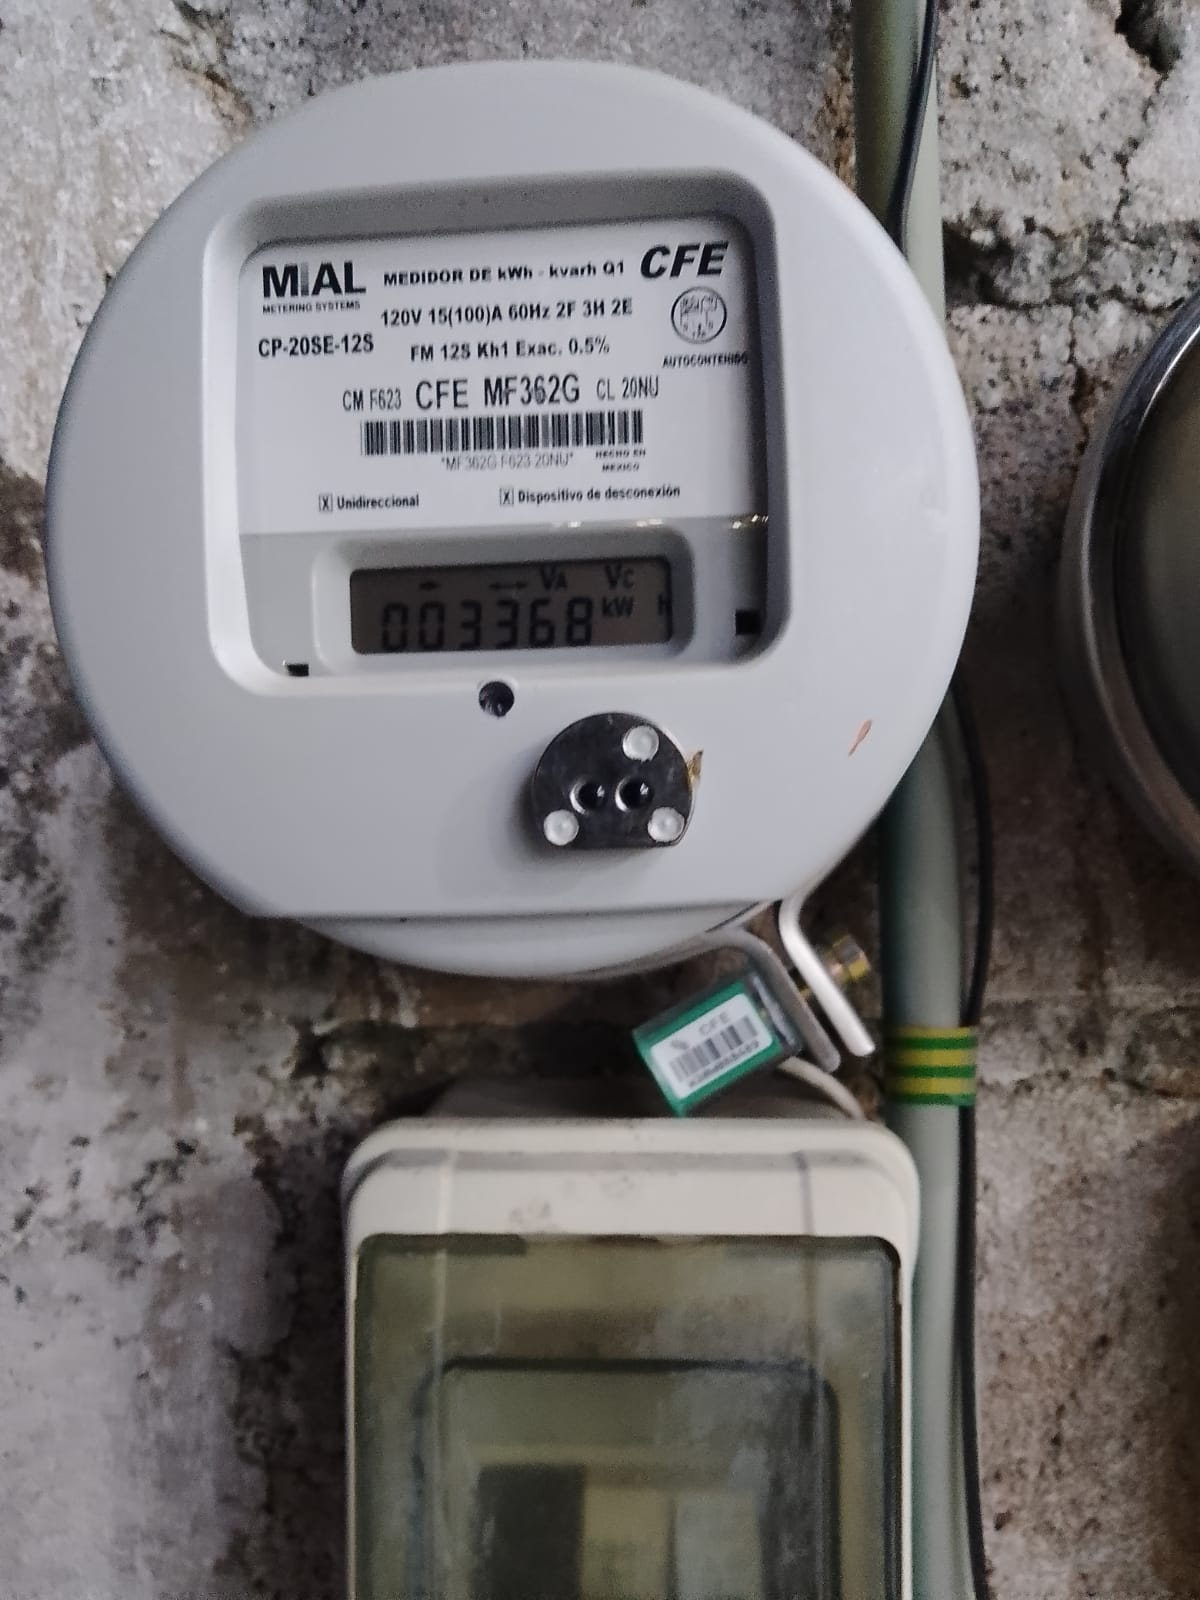 MIAL
METERING SYSTEMS
MEDIDOR DE kWh - kvarh Q1
CFE
120V 15(100)A 60Hz 2F 3H 2E
CP-20SE-12S
FM 12S Kh1 Exac. 0.5%
AUTOCONTENIDO
CM F623 CFE MF362G CL 20NU
*MF362G F623 20NU*
HECHO EN
MEXICO
X Unidireccional
X Dispositivo de desconexión
VA VC
003368 kW h
CFE